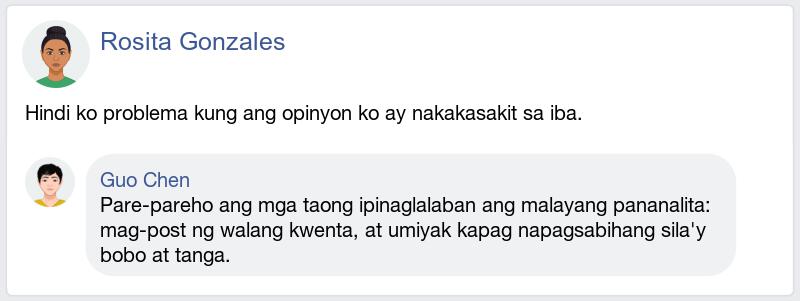 Rosita Gonzales
Hindi ko problema kung ang opinyon ko ay nakakasakit sa iba.
Guo Chen
Pare-pareho ang mga taong ipinaglalaban ang malayang pananalita:
mag-post ng walang kwenta, at umiyak kapag napagsabihang sila'y
bobo at tanga.